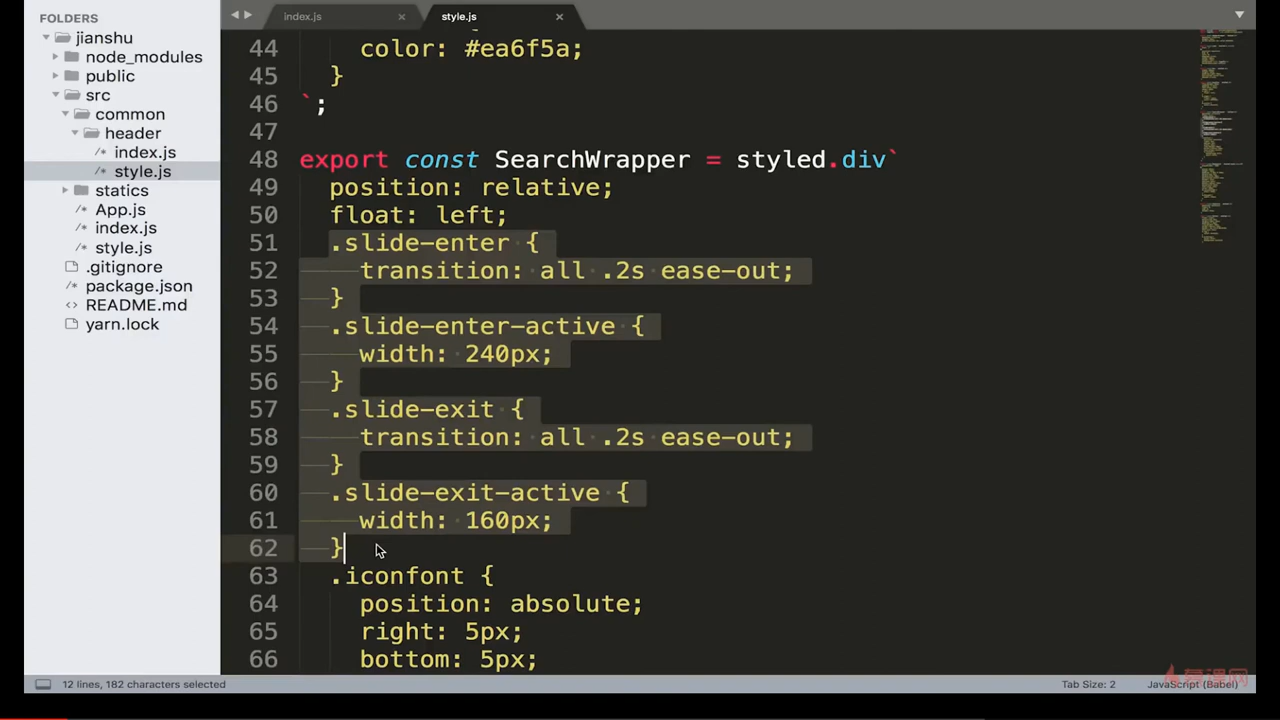 FOLDERS
jianshu
node_modules
public
src
common
header
index.js
style.js
statics
App.js
index.js
style.js
.gitignore
package.json
README.md
yarn.lock
index.js
style.js
44 color: #ea6f5a;
45 }
46 `;
47
48 export const SearchWrapper = styled.div`
49 position: relative;
50 float: left;
51 .slide-enter {
52 transition: all .2s ease-out;
53 }
54 .slide-enter-active {
55 width: 240px;
56 }
57 .slide-exit {
58 transition: all .2s ease-out;
59 }
60 .slide-exit-active {
61 width: 160px;
62 }
63 .iconfont {
64 position: absolute;
65 right: 5px;
66 bottom: 5px;
12 lines, 182 characters selected
Tab Size: 2
JavaScript (Babel)
慕课网